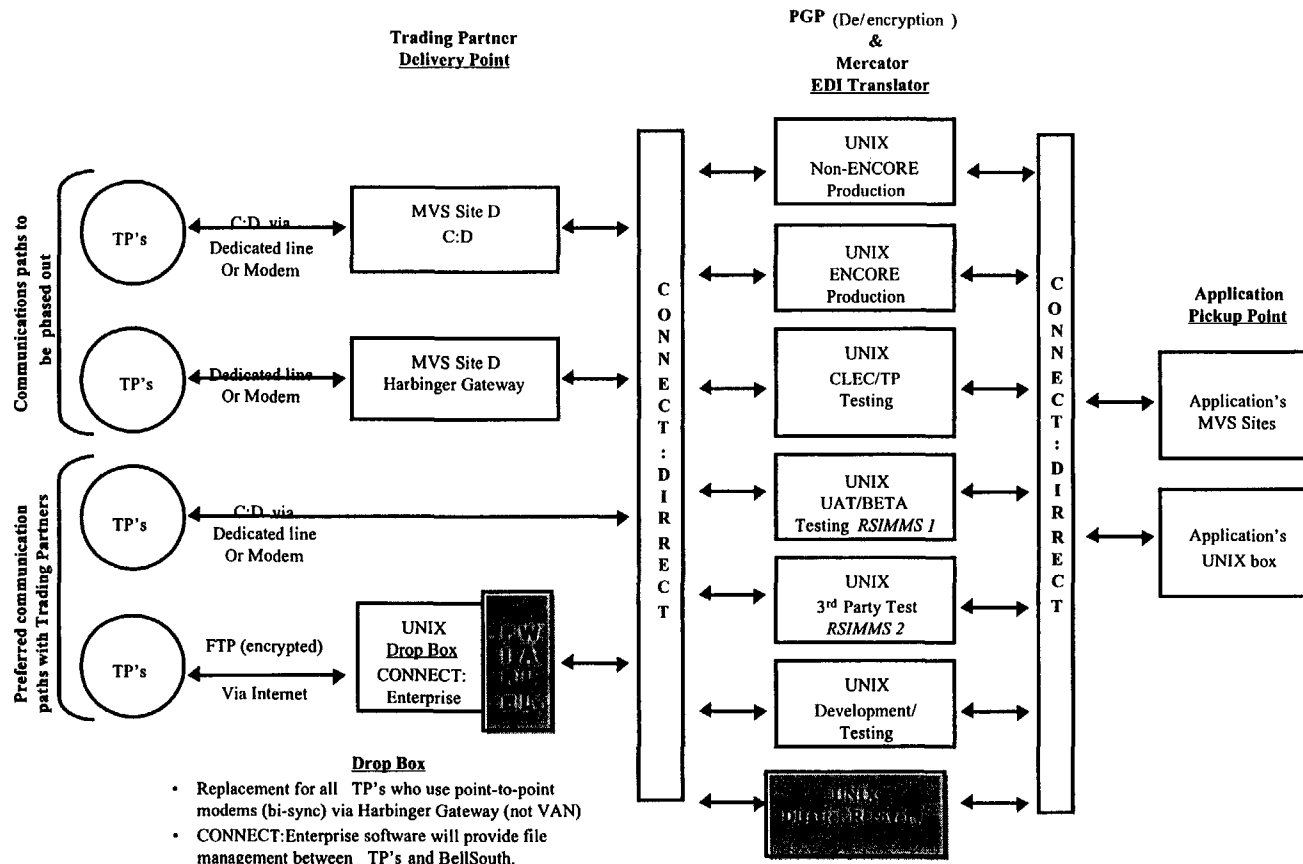 PGP (De/encryption )
&
Mercator
EDI Translator
Trading Partner
Delivery Point
Application
Pickup Point
Communications paths to
be phased out
Preferred communication
paths with Trading Partners
TP's
C:D via
Dedicated line
Or Modem
MVS Site D
C:D
TP's
Dedicated line
Or Modem
MVS Site D
Harbinger Gateway
TP's
C:D via
Dedicated line
Or Modem
TP's
FTP (encrypted)
Via Internet
UNIX
Drop Box
CONNECT:
Enterprise
CONNECT:DIRRECT
UNIX
Non-ENCORE
Production
UNIX
ENCORE
Production
UNIX
CLEC/TP
Testing
UNIX
UAT/BETA
Testing RSIMMS 1
UNIX
3rd Party Test
RSIMMS 2
UNIX
Development/
Testing
UNIX
CONNECT:DIRRECT
Application's
MVS Sites
Application's
UNIX box
Drop Box
• Replacement for all TP's who use point-to-point
modems (bi-sync) via Harbinger Gateway (not VAN)
• CONNECT:Enterprise software will provide file
management between TP's and BellSouth.